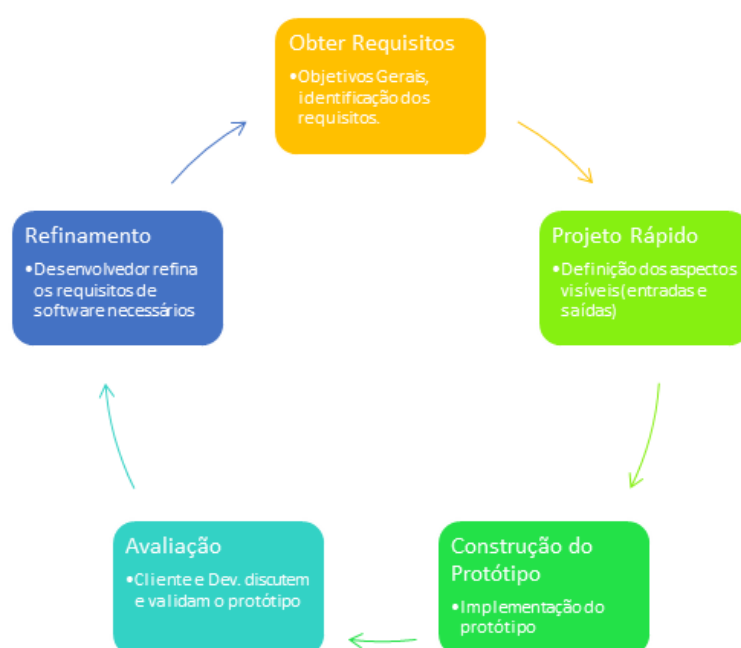 Obter Requisitos
•Objetivos Gerais,
identificação dos
requisitos.
Refinamento
•Desenvolvedor refina
os requisitos de
software necessários
Projeto Rápido
•Definição dos aspectos
visíveis (entradas e
saídas)
Avaliação
•Cliente e Dev. discutem
e validam o protótipo
Construção do
Protótipo
•Implementação do
protótipo